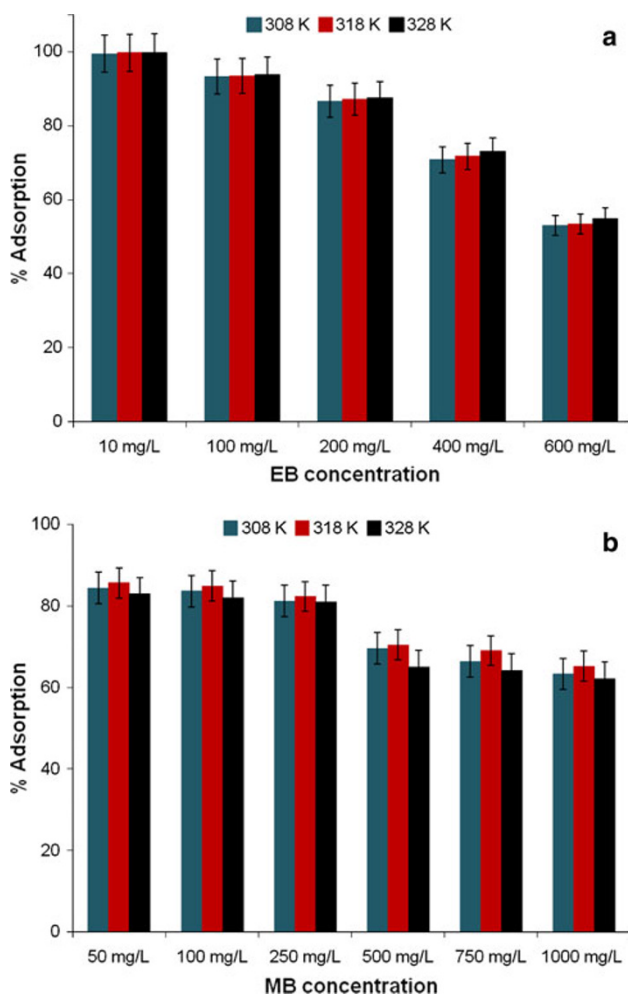 308 K 318 K 328 K
a
100
80
60
40
20
0
% Adsorption
10 mg/L 100 mg/L 200 mg/L 400 mg/L 600 mg/L
EB concentration
308 K 318 K 328 K
b
100
80
60
40
20
0
% Adsorption
50 mg/L 100 mg/L 250 mg/L 500 mg/L 750 mg/L 1000 mg/L
MB concentration